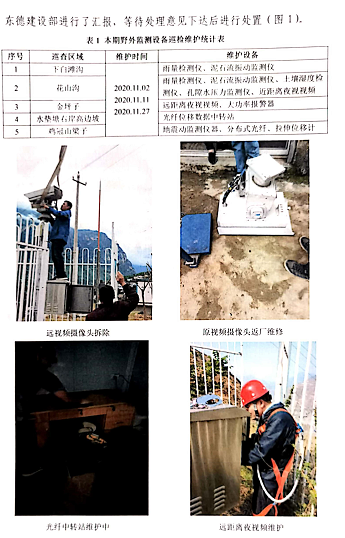 东德建设部进行了汇报，等待处理意见下达后进行处置（图1）.
表1 本期野外监测设备巡检维护统计表
序号 巡查区域 维护时间 维护设备
1 下白滩沟 雨量检测仪、泥石流振动监测仪
2 花山沟 雨量检测仪、泥石流振动监测仪、土壤湿度检测仪、孔隙水压力监测仪、近距离夜视视频
2020.11.02
2020.11.11
2020.11.27
3 金坪子 远距离夜视视频、大功率报警器
4 水垫塘右岸高边坡 光纤位移数据中转站
5 鸡冠山梁子 地震动监测仪器、分布式光纤、拉伸位移计
远视频摄像头拆除
原视频摄像头返厂维修
光纤中转站维护中
远距离夜视频维护